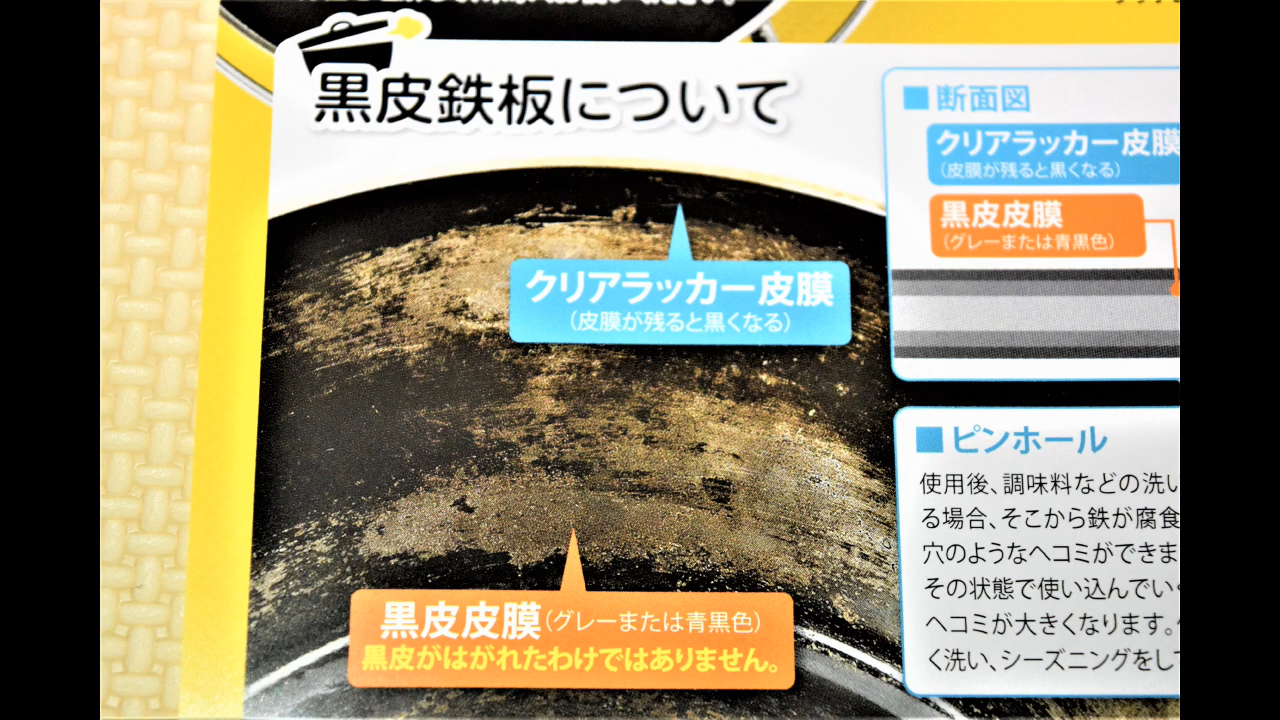 黒皮鉄板について
クリアラッカー皮膜
（皮膜が残ると黒くなる）
黒皮皮膜（グレーまたは青黒色）
黒皮がはがれたわけではありません。
■断面図
クリアラッカー皮膜
（皮膜が残ると黒くなる）
黒皮皮膜
（グレーまたは青黒色）
■ピンホール
使用後、調味料などの洗い
る場合、そこから鉄が腐食
穴のようなヘコミができま
その状態で使い込んでい
ヘコミが大きくなります。
く洗い、シーズニングをし